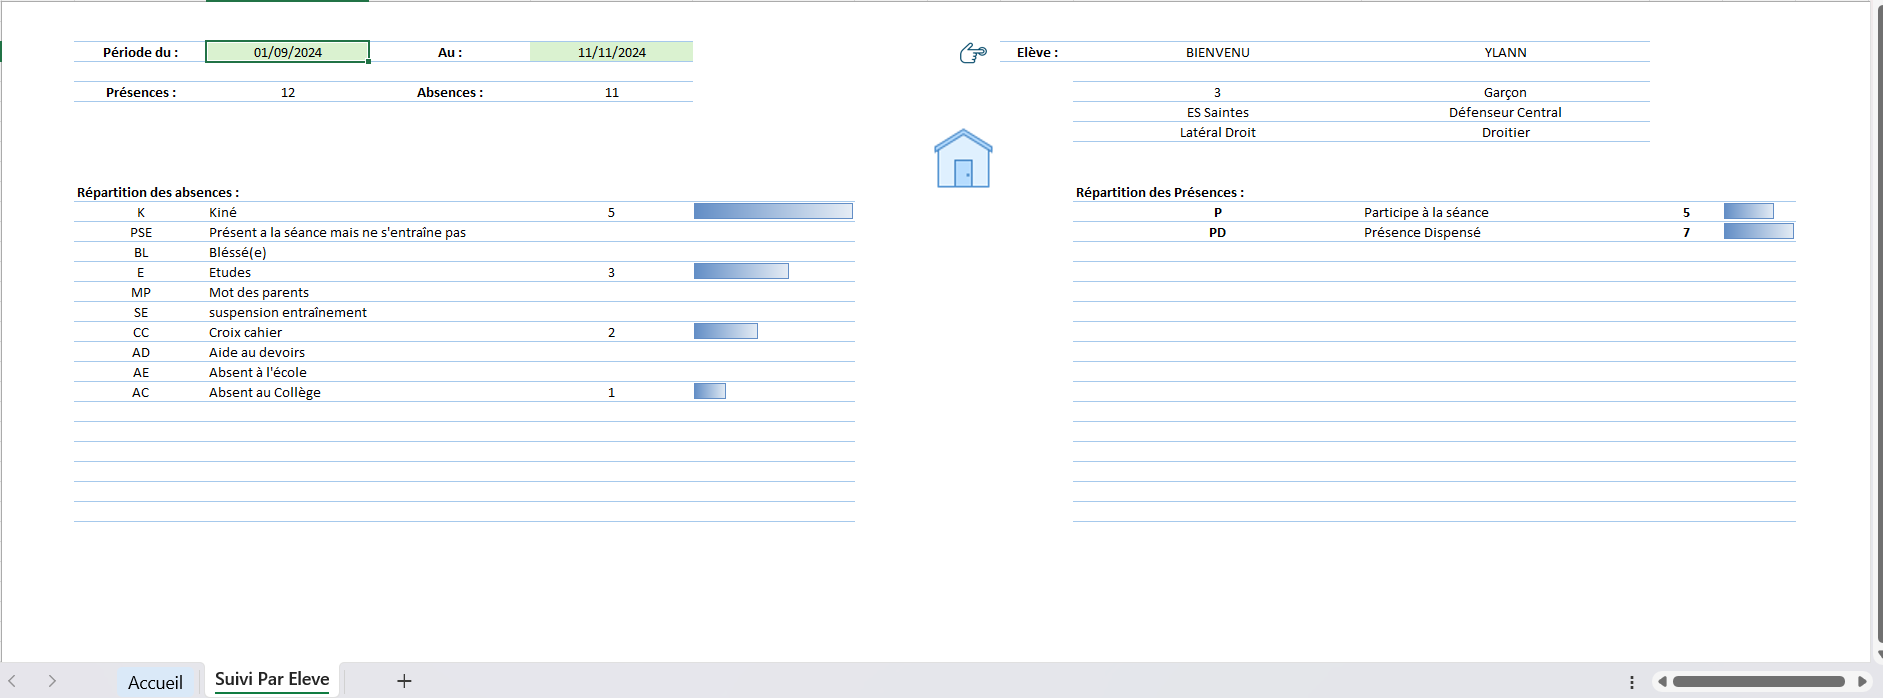 Période du : 01/09/2024 Au : 11/11/2024 Elève : BIENVENU YLANN
Présences : 12 Absences : 11 3 Garçon
ES Saintes Défenseur Central
Latéral Droit Droitier
Répartition des absences : Répartition des Présences :
K Kiné 5 P Participe à la séance 5
PSE Présent a la séance mais ne s'entraîne pas PD Présence Dispensé 7
BL Bléssé(e)
E Etudes 3
MP Mot des parents
SE suspension entraînement
CC Croix cahier 2
AD Aide au devoirs
AE Absent à l'école
AC Absent au Collège 1
Accueil Suivi Par Eleve